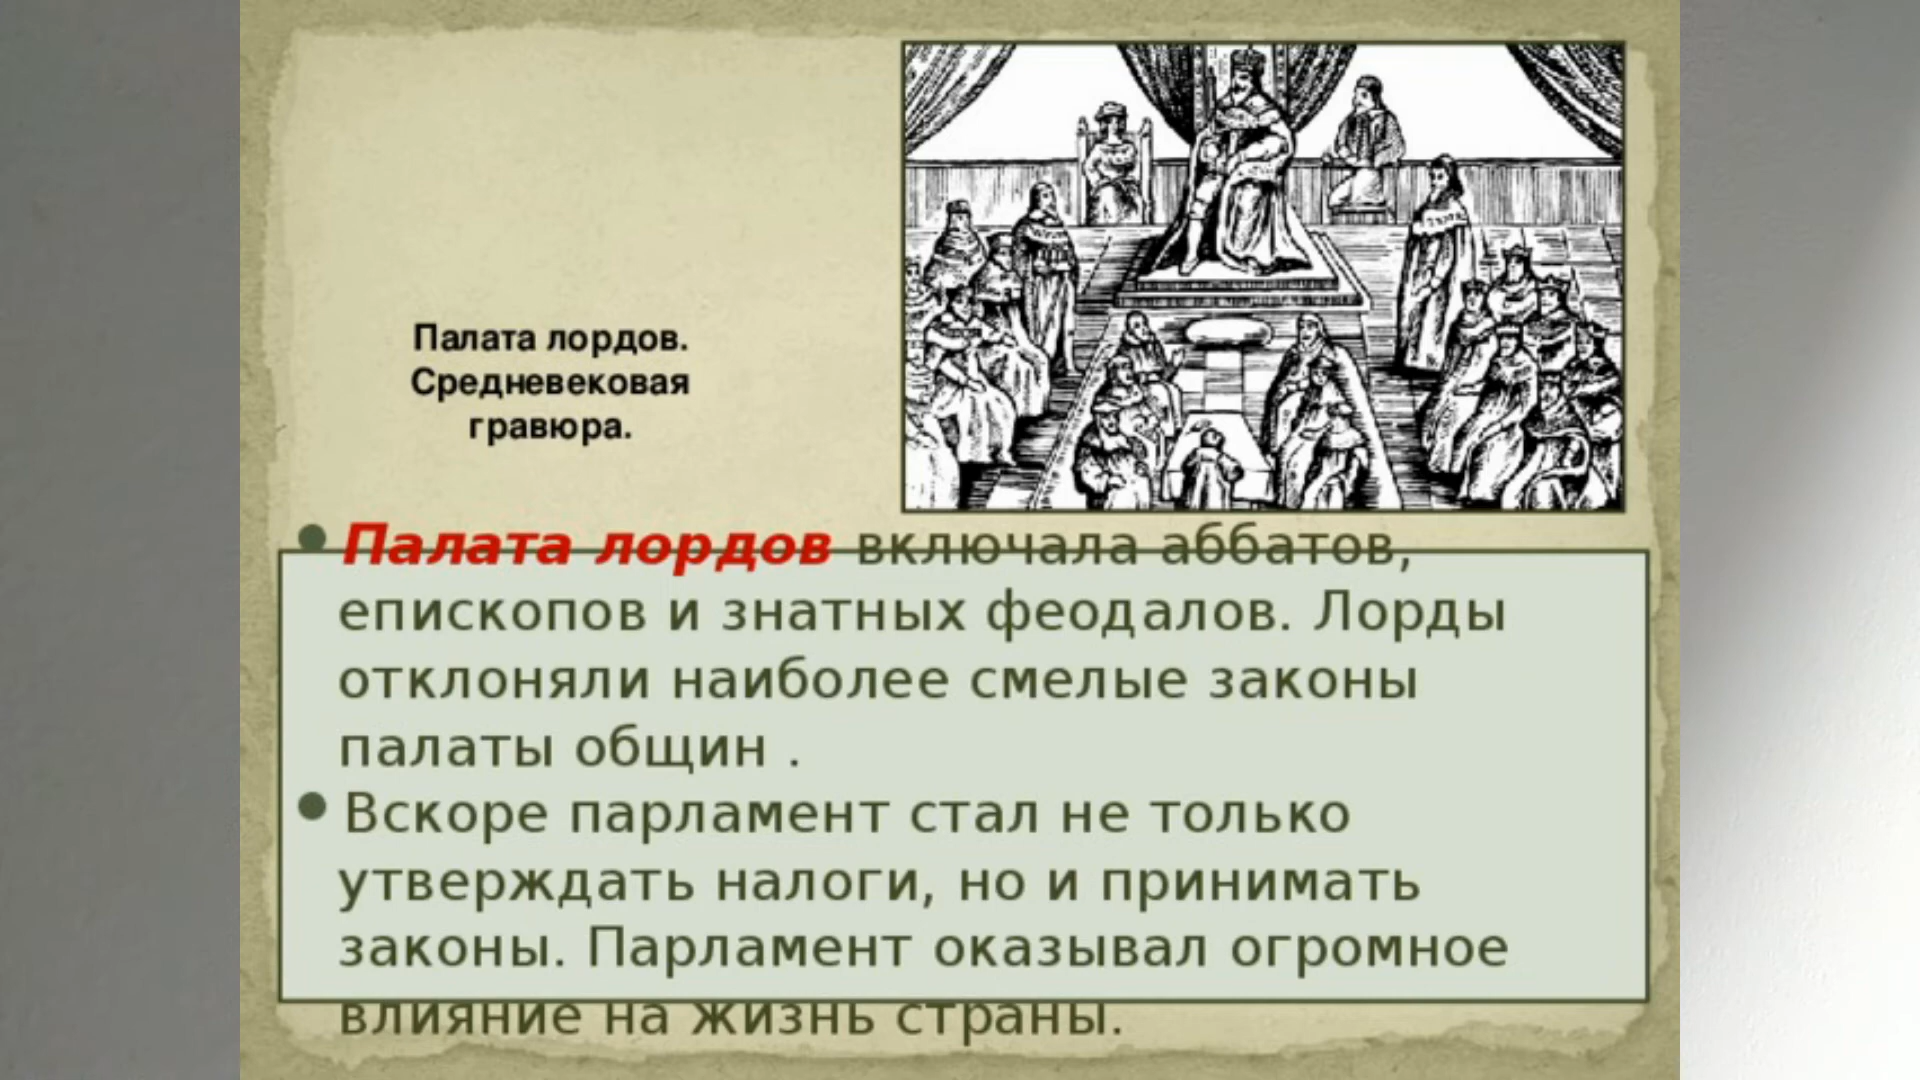 Палата лордов.
Средневековая
гравюра.
Палата лордов включала аббатов,
епископов и знатных феодалов. Лорды
отклоняли наиболее смелые законы
палаты общин .
Вскоре парламент стал не только
утверждать налоги, но и принимать
законы. Парламент оказывал огромное
влияние на жизнь страны.